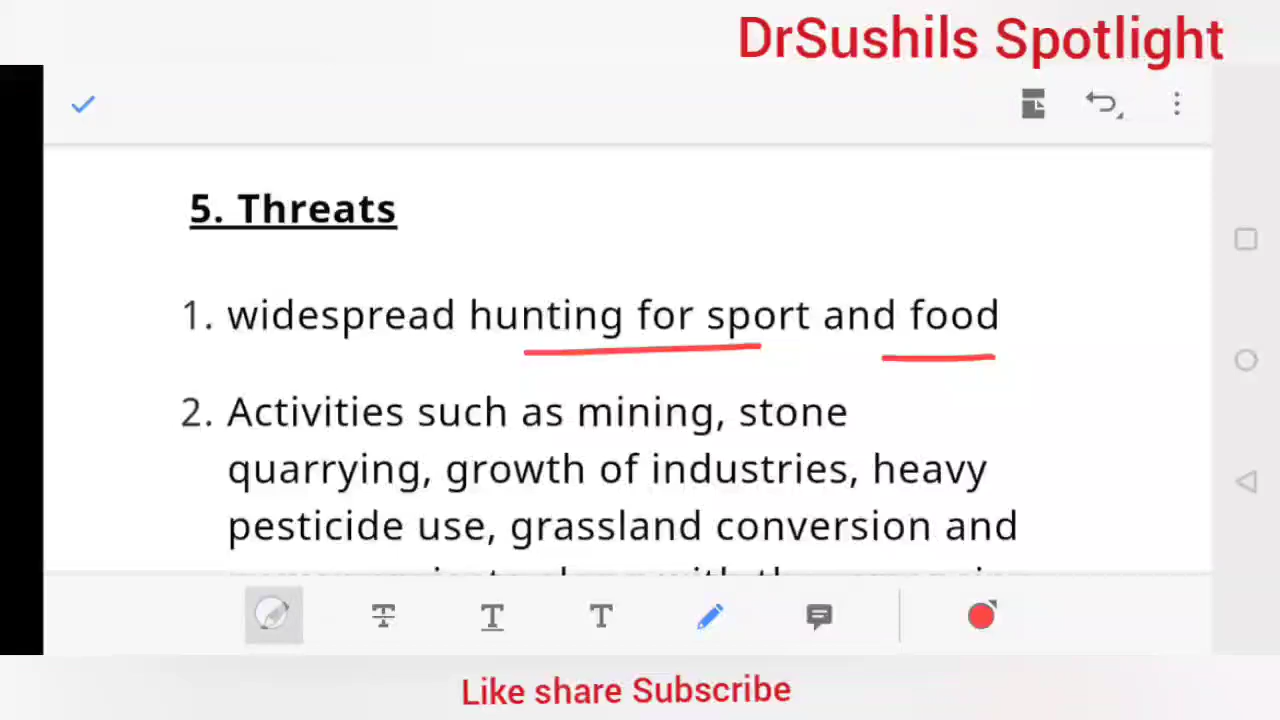 DrSushils Spotlight
5. Threats
1. widespread hunting for sport and food
2. Activities such as mining, stone
quarrying, growth of industries, heavy
pesticide use, grassland conversion and
Like share Subscribe